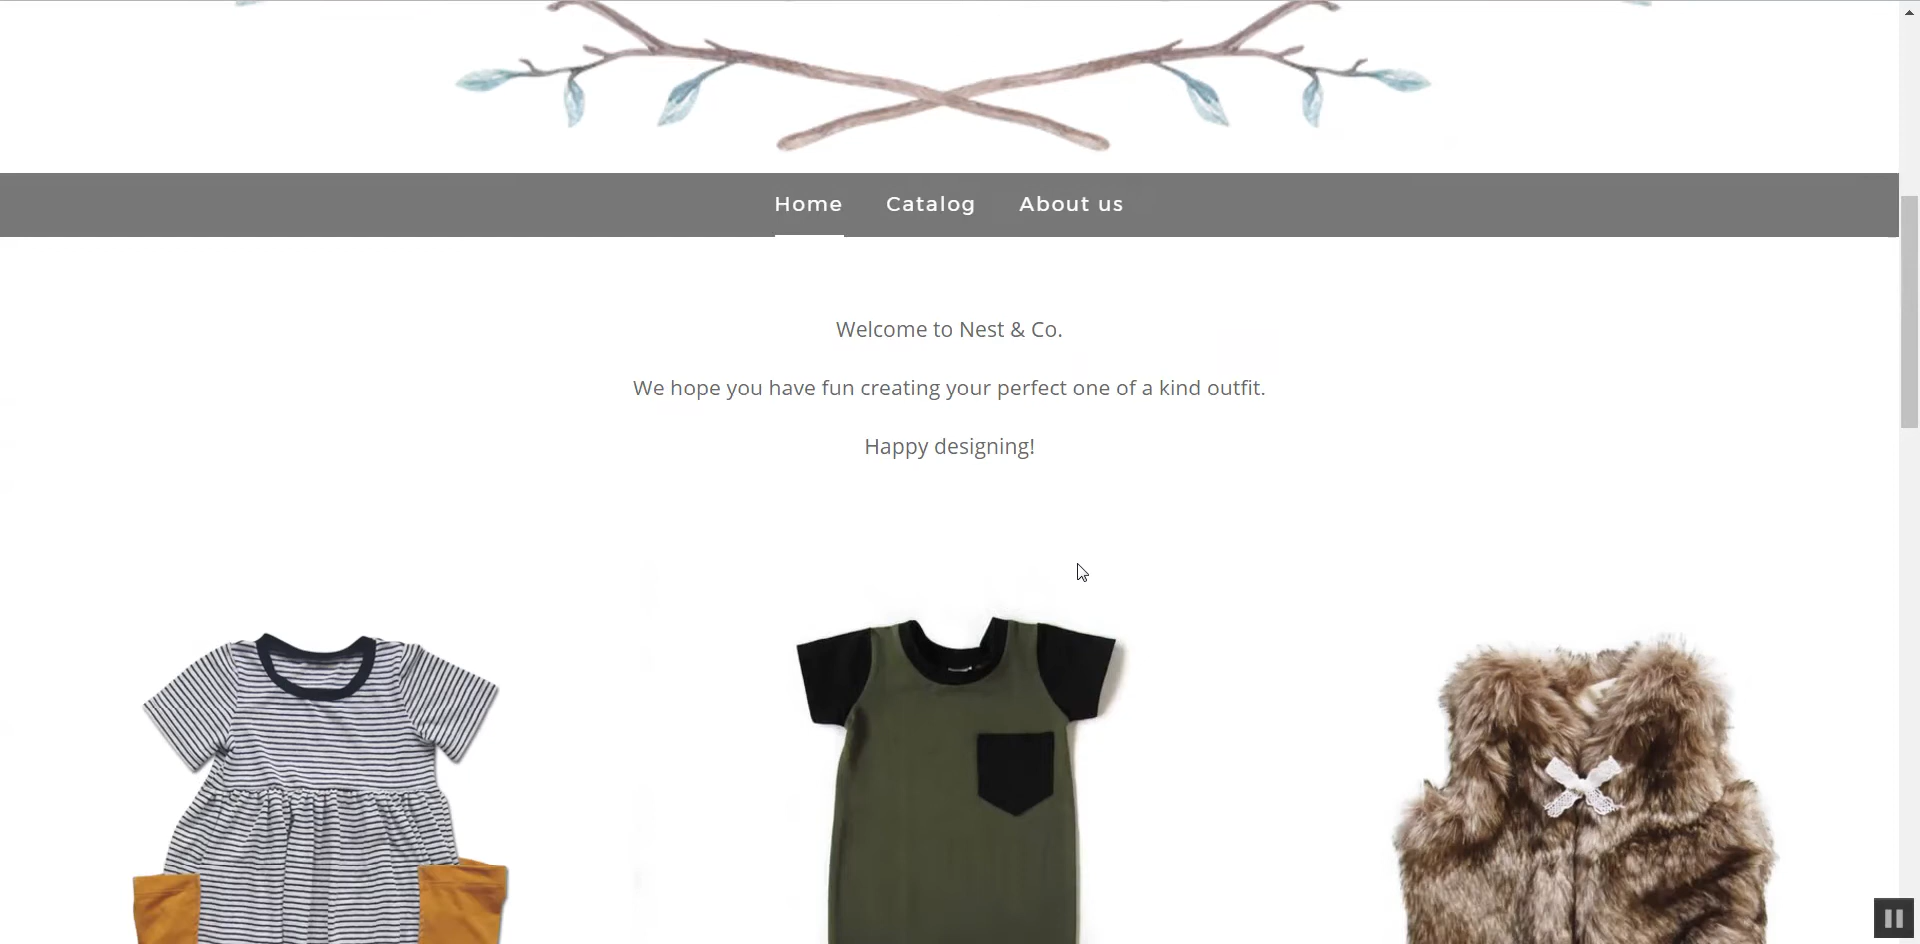 Home Catalog About us
Welcome to Nest & Co.
We hope you have fun creating your perfect one of a kind outfit.
Happy designing!